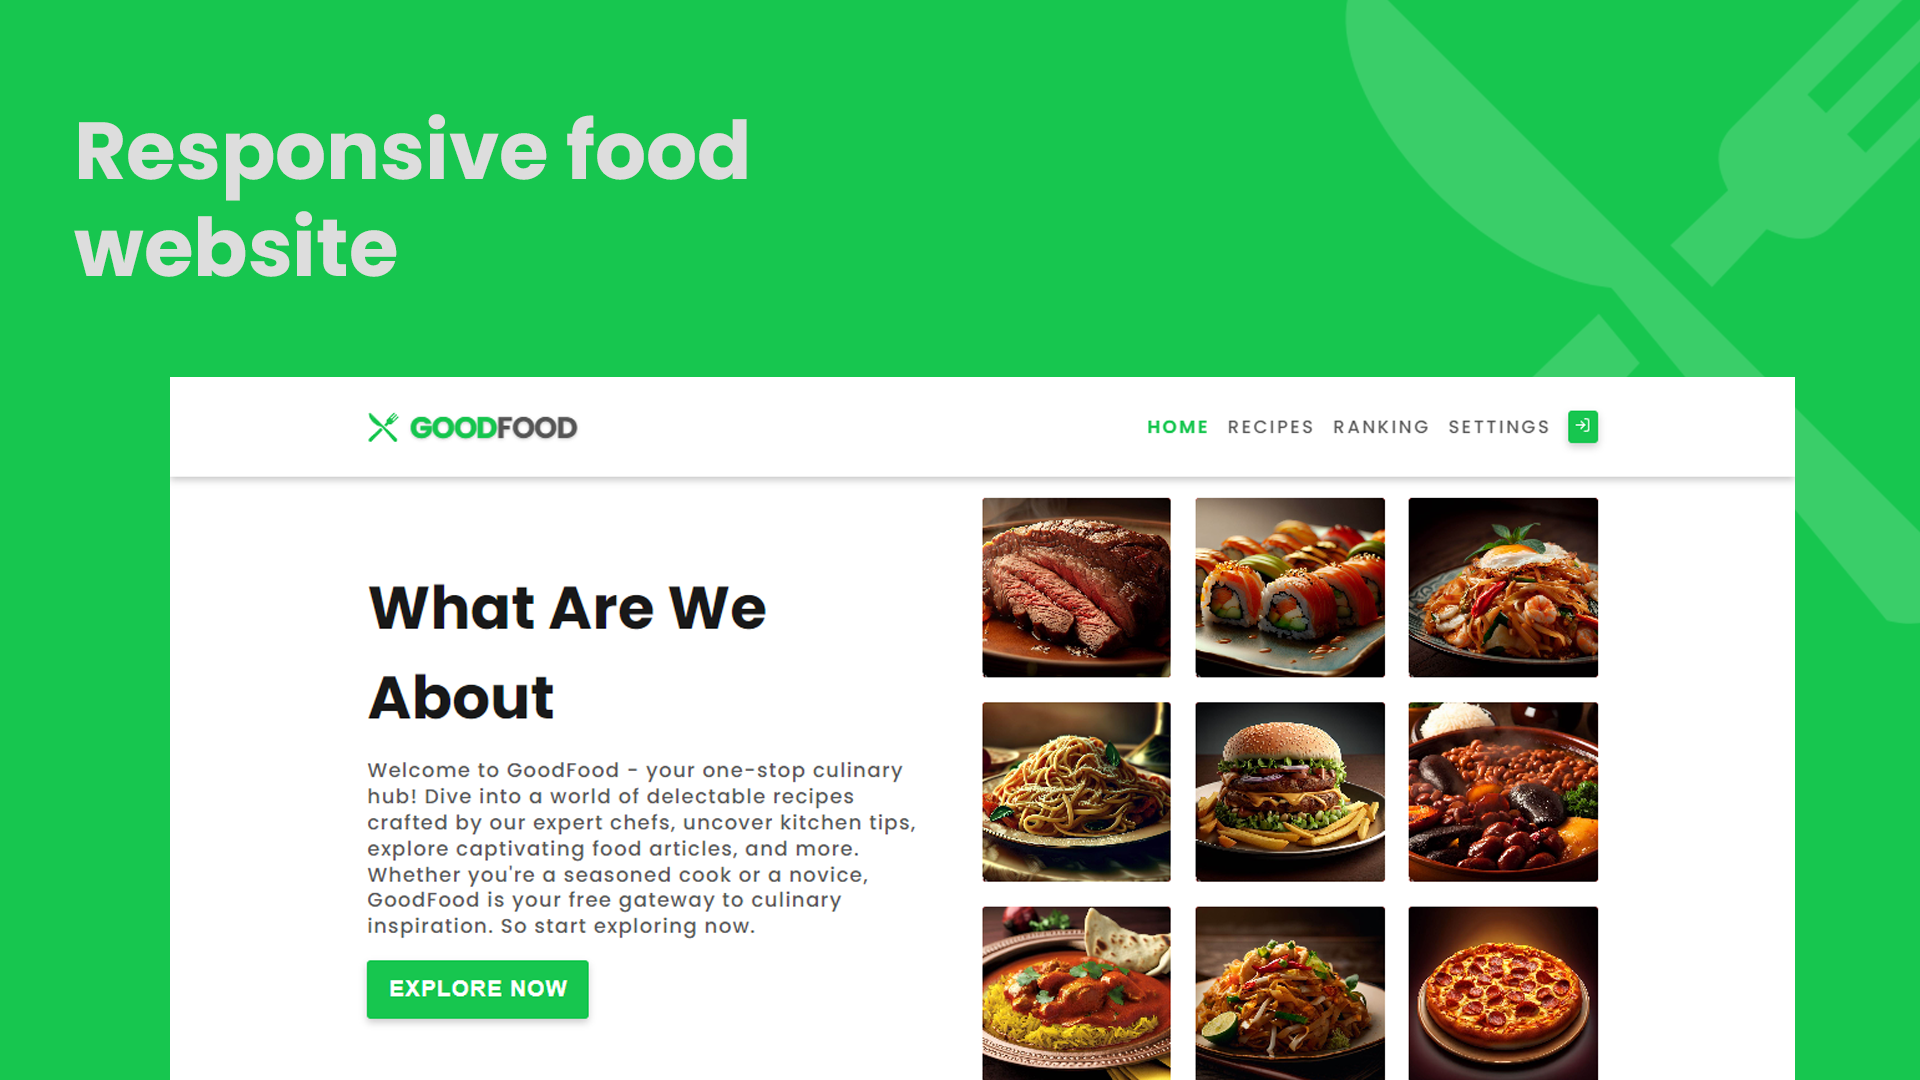 Responsive food
website
GOODFOOD
HOME RECIPES RANKING SETTINGS
What Are We
About
Welcome to GoodFood - your one-stop culinary
hub! Dive into a world of delectable recipes
crafted by our expert chefs, uncover kitchen tips,
explore captivating food articles, and more.
Whether you're a seasoned cook or a novice,
GoodFood is your free gateway to culinary
inspiration. So start exploring now.
EXPLORE NOW